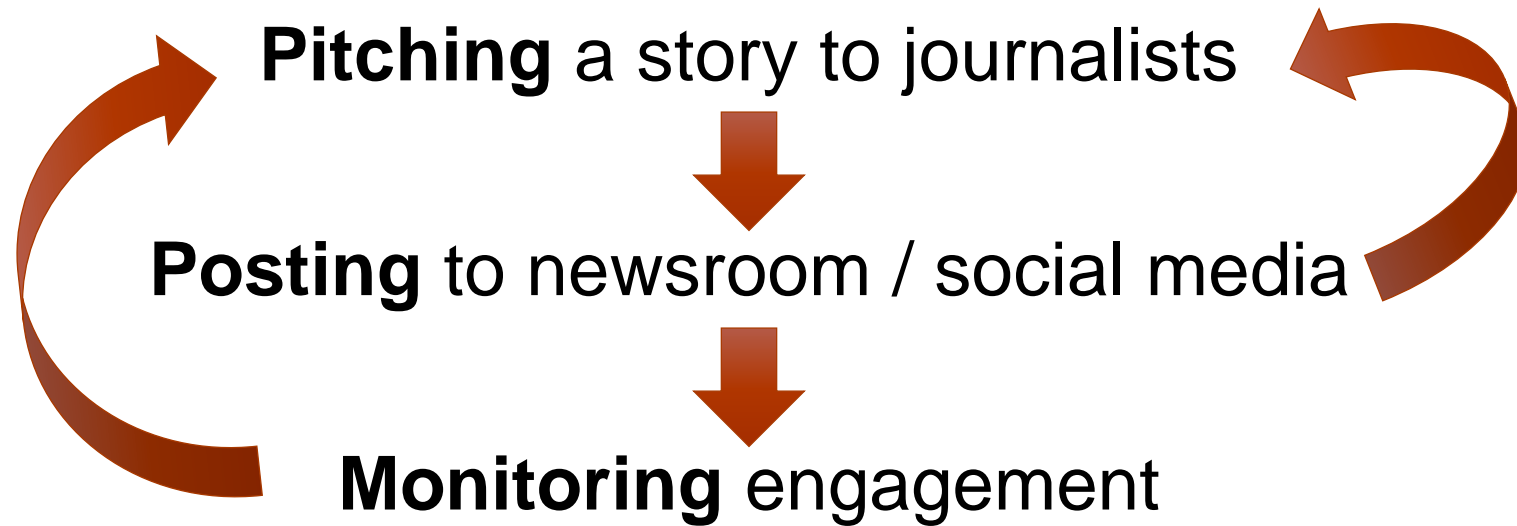 Pitching a story to journalists
Posting to newsroom / social media
Monitoring engagement